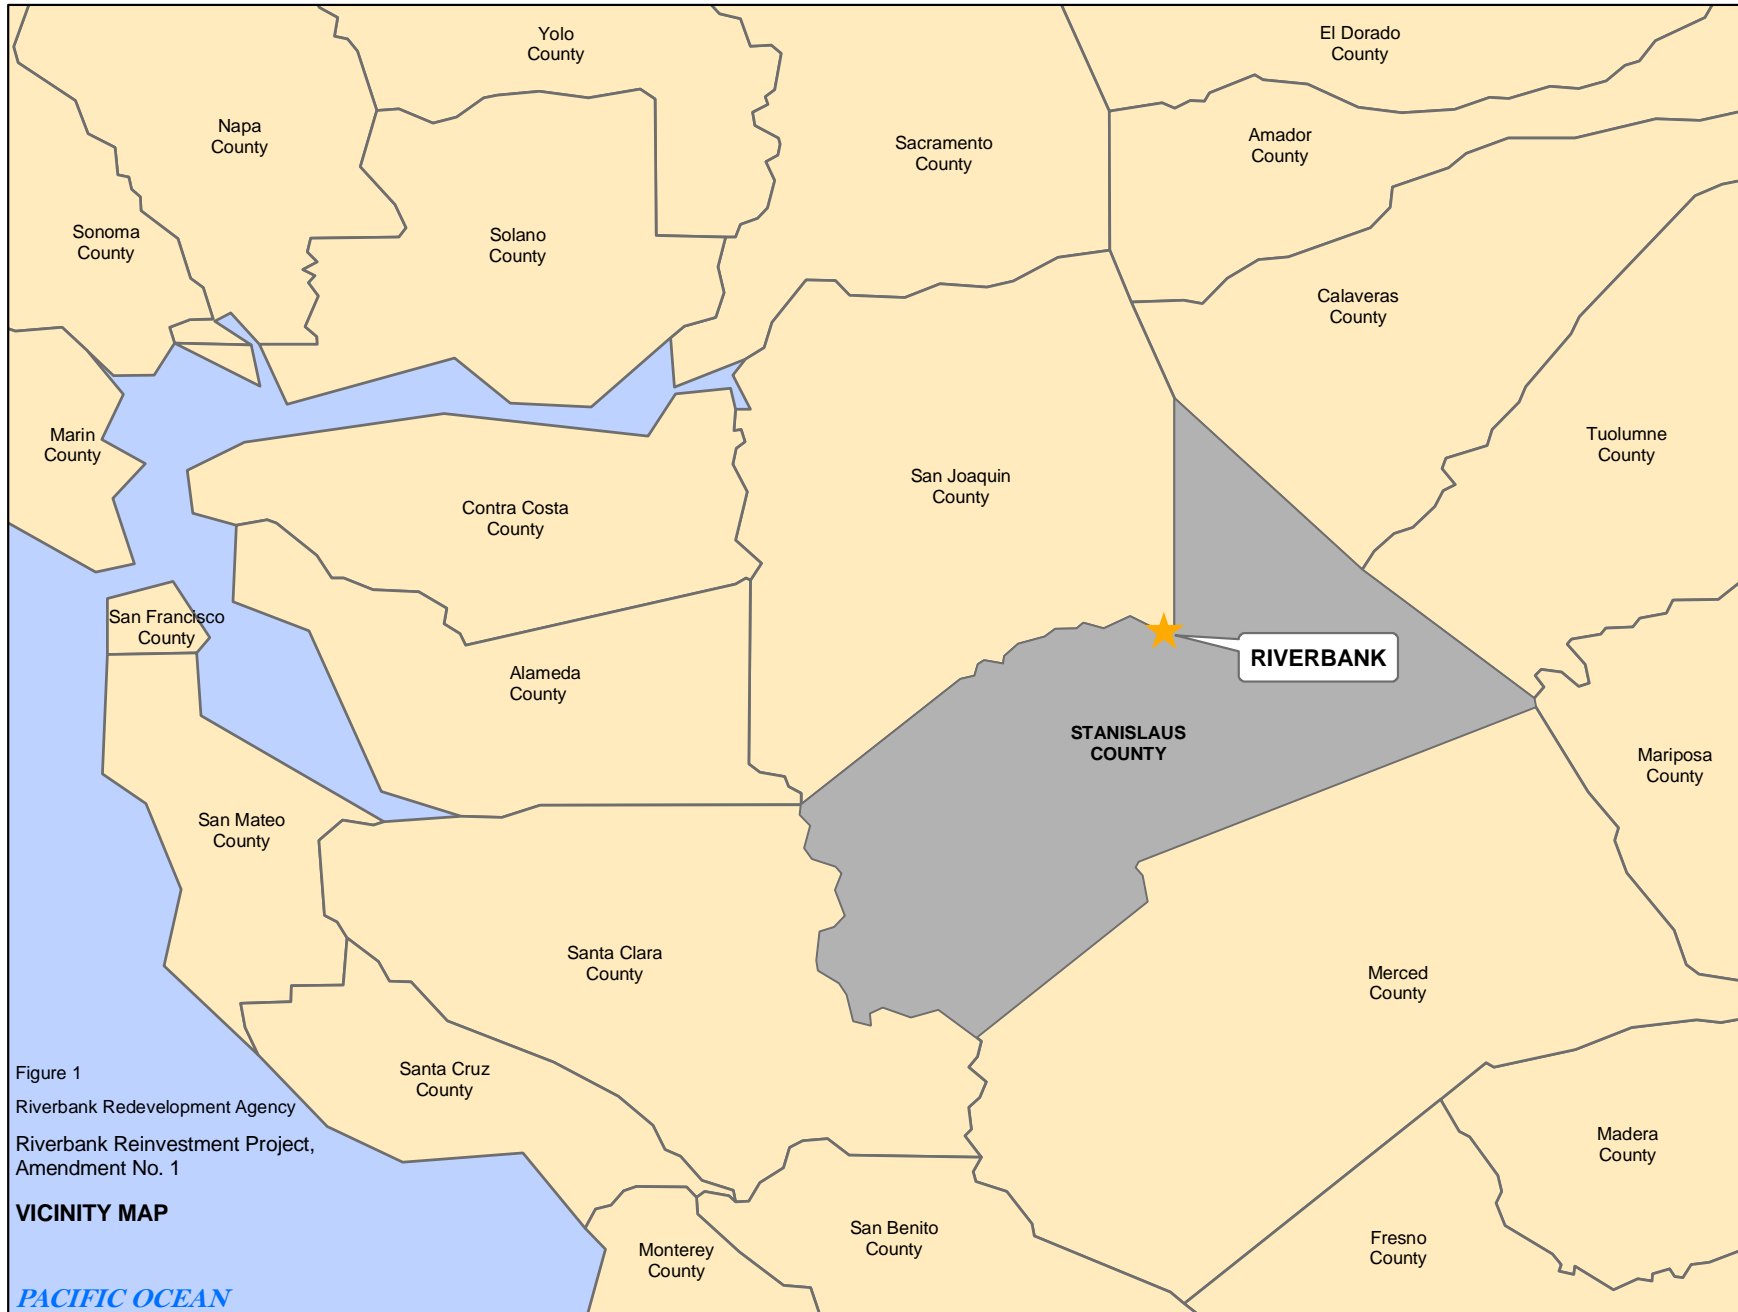 Yolo
County
El Dorado
County
Napa
County
Sacramento
County
Amador
County
Sonoma
County
Solano
County
Calaveras
County
Marin
County
Tuolumne
County
San Joaquin
County
Contra Costa
County
San Francisco
County
RIVERBANK
Alameda
County
STANISLAUS
COUNTY
Mariposa
County
San Mateo
County
Santa Clara
County
Merced
County
Santa Cruz
County
Madera
County
San Benito
County
Monterey
County
Fresno
County
Figure 1
Riverbank Redevelopment Agency
Riverbank Reinvestment Project,
Amendment No. 1
VICINITY MAP
PACIFIC OCEAN